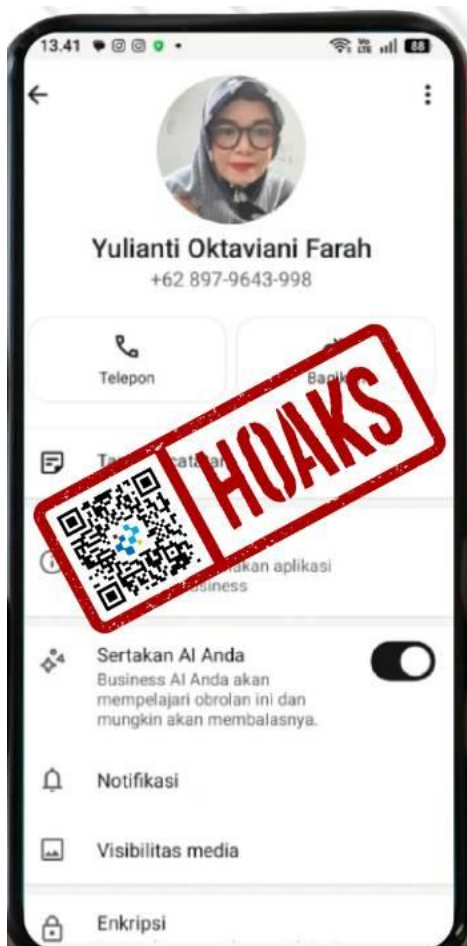 13.41
88
Yulianti Oktaviani Farah
+62 897-9643-998
Telepon
HOAKS
Sertakan AI Anda
Business AI Anda akan
mempelajari obrolan ini dan
mungkin akan membalasnya.
Notifikasi
Visibilitas media
Enkripsi